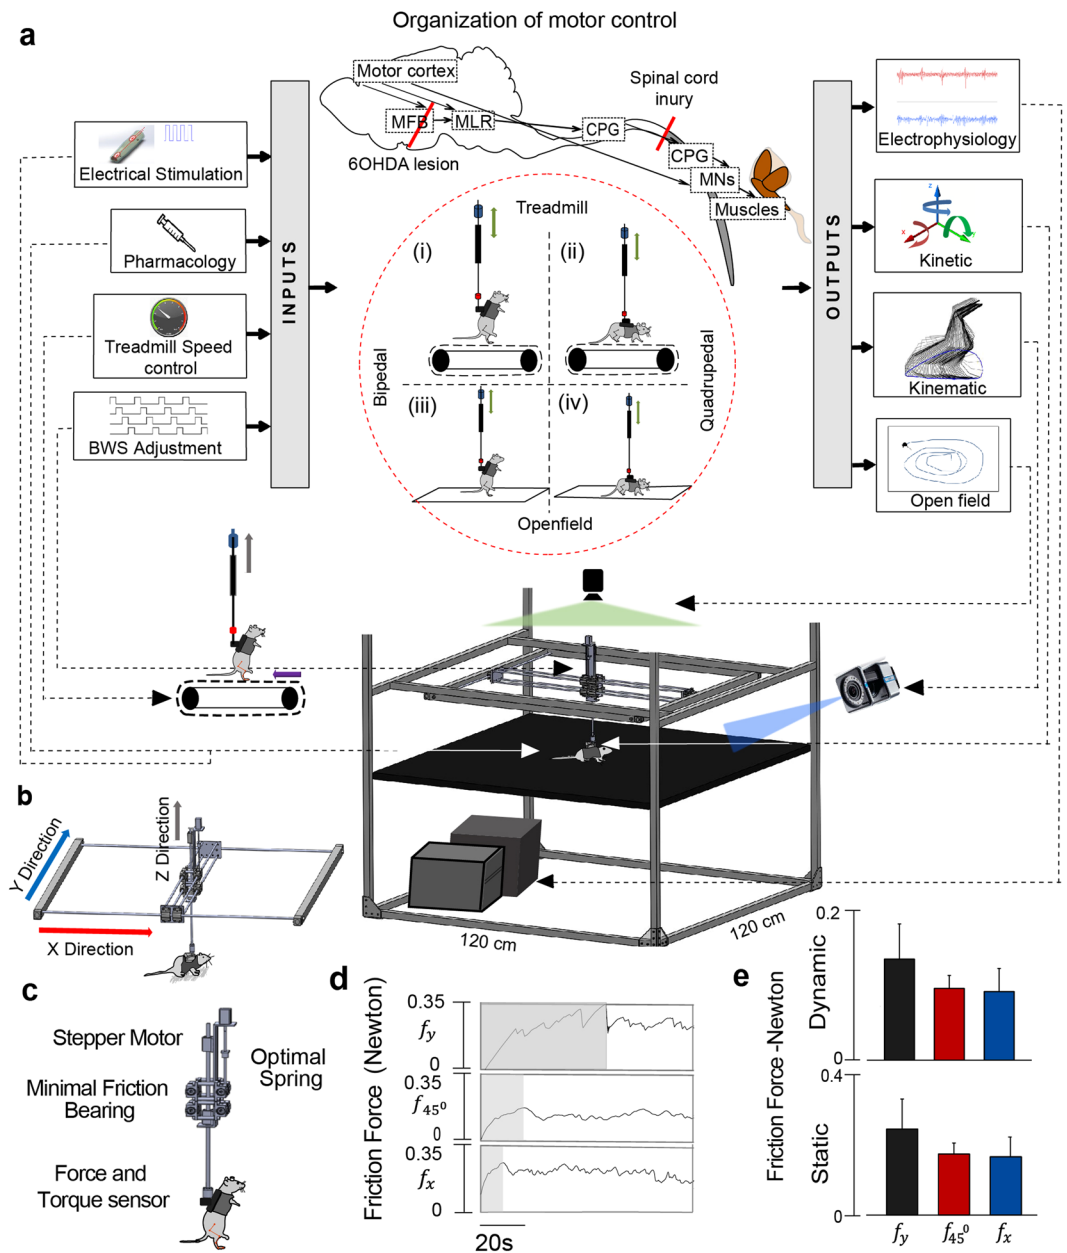 Organization of motor control
a
Motor cortex
MFB
MLR
6OHDA lesion
CPG
Spinal cord
inury
CPG
MNs
Muscles
Electrical Stimulation
Pharmacology
Treadmill Speed
control
BWS Adjustment
INPUTS
Treadmill
(i)
(ii)
Bipedal
Quadrupedal
(iii)
(iv)
Openfield
OUTPUTS
Electrophysiology
z
x
y
Kinetic
Kinematic
Open field
120 cm
120 cm
b
Y Direction
Z Direction
X Direction
c
Stepper Motor
Optimal
Spring
Minimal Friction
Bearing
Force and
Torque sensor
d
Friction Force (Newton)
0.35
fy
0
0.35
f45⁰
0
0.35
fx
0
20s
e
Friction Force -Newton
Dynamic
0.2
0
Static
0.4
0
fy
f45⁰
fx